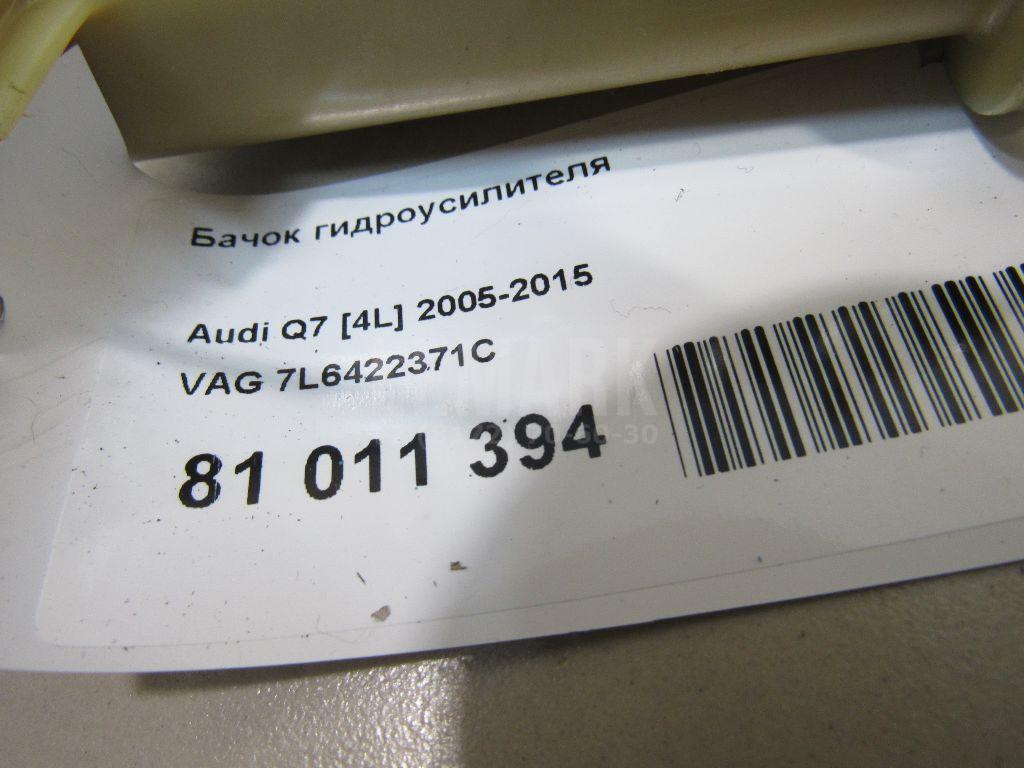 Бачок гидроусилителя
Audi Q7 [4L] 2005-2015
VAG 7L6422371C
81 011 394